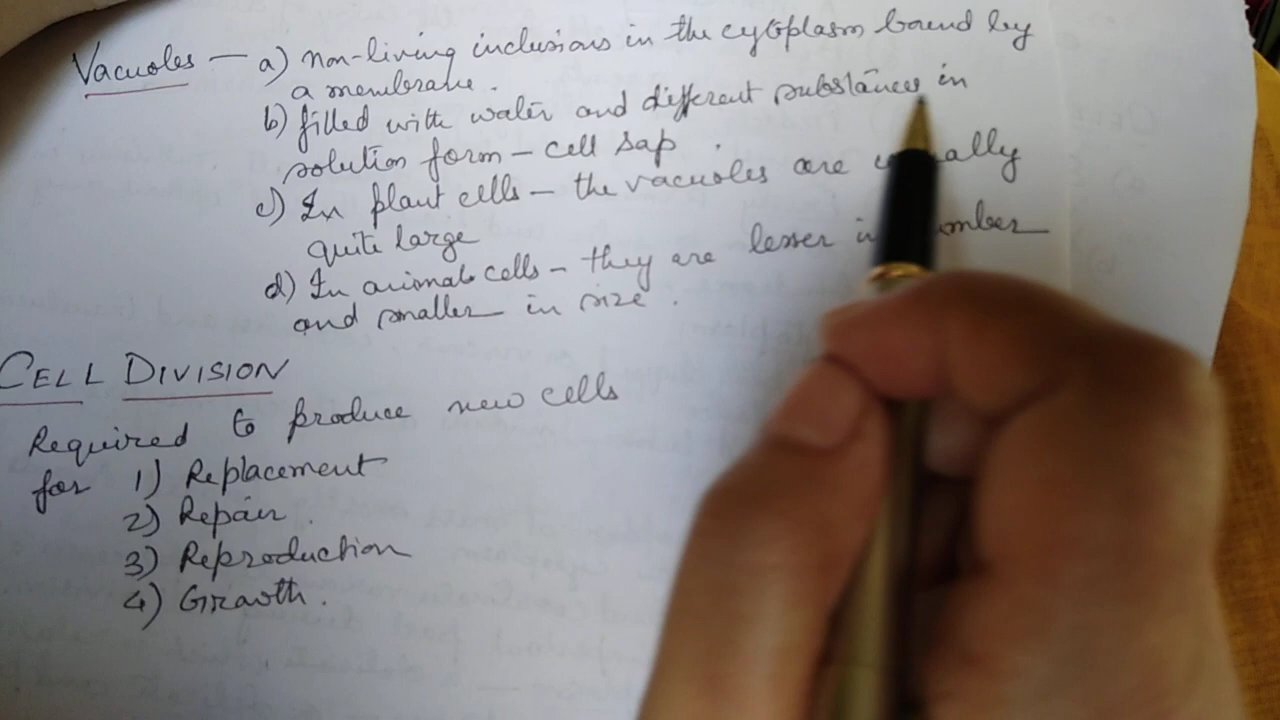 Vacuoles — a) Non-living inclusions in the cytoplasm bound by
a membrane.
b) filled with water and different substances in
solution form — cell sap.
c) In plant cells — the vacuoles are
quite large
d) In animal cells — they are lesser
and smaller in size.
CELL DIVISION
Required to produce new cells
for 1) Replacement
2) Repair.
3) Reproduction
4) Growth.